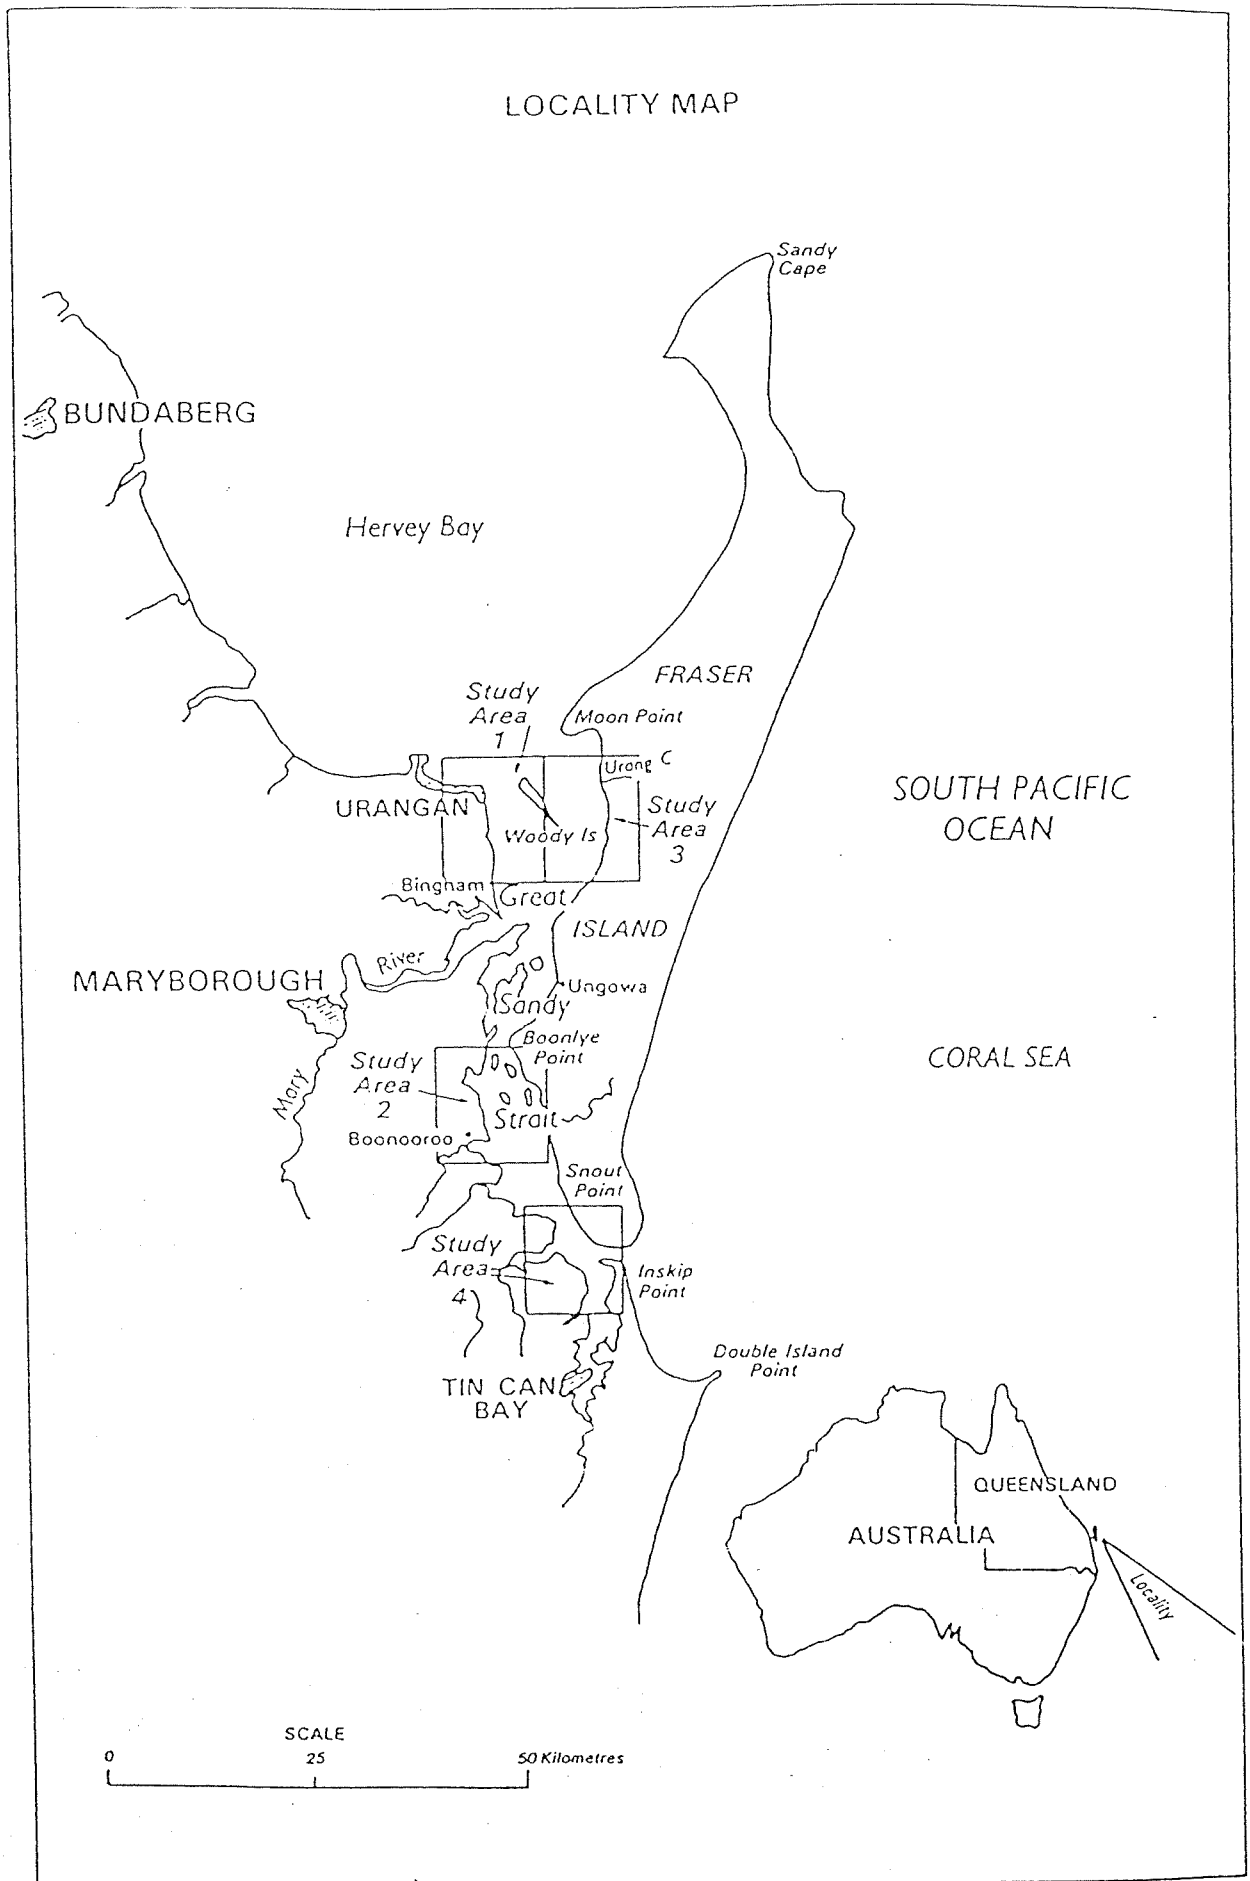 LOCALITY MAP
Sandy
Cape
BUNDABERG
Hervey Bay
FRASER
Study
Area
1
Moon Point
Urong C
URANGAN
Woody Is
Study
Area
3
SOUTH PACIFIC
OCEAN
Bingham
Great
ISLAND
River
MARYBOROUGH
Ungowa
Sandy
Boonlye
Point
CORAL SEA
Study
Area
2
Mary
Strait
Boonooroo
Snout
Point
Study
Area
4
Inskip
Point
Double Island
Point
TIN CAN
BAY
QUEENSLAND
AUSTRALIA
Locality
SCALE
0 25 50 Kilometres